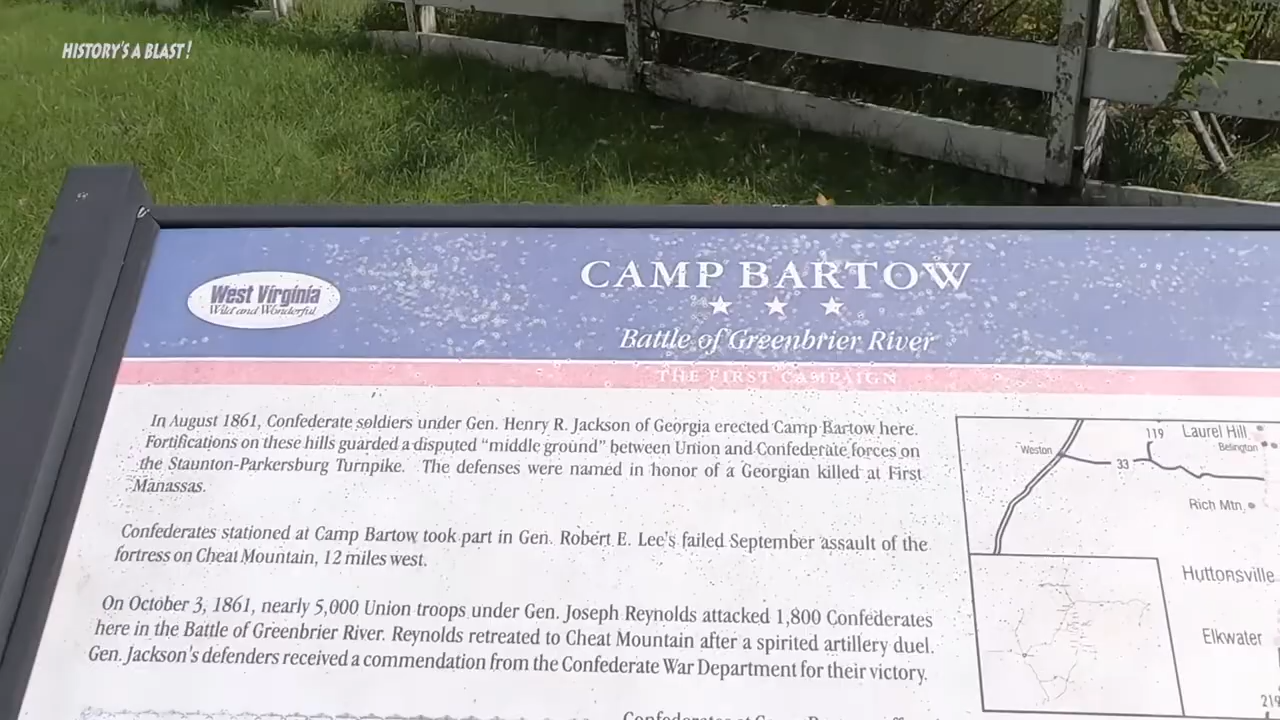 HISTORY'S A BLAST!
West Virginia
Wild and Wonderful
CAMP BARTOW
Battle of Greenbrier River
THE FIRST CAMPAIGN
In August 1861, Confederate soldiers under Gen. Henry R. Jackson of Georgia erected Camp Bartow here.
Fortifications on these hills guarded a disputed "middle ground" between Union and Confederate forces on
the Staunton-Parkersburg Turnpike. The defenses were named in honor of a Georgian killed at First
Manassas.
Confederates stationed at Camp Bartow took part in Gen. Robert E. Lee's failed September assault of the
fortress on Cheat Mountain, 12 miles west.
On October 3, 1861, nearly 5,000 Union troops under Gen. Joseph Reynolds attacked 1,800 Confederates
here in the Battle of Greenbrier River. Reynolds retreated to Cheat Mountain after a spirited artillery duel.
Gen. Jackson's defenders received a commendation from the Confederate War Department for their victory.
119
Laurel Hill
Belington
Weston
33
Rich Mtn.
Huttonsville
Elkwater
219